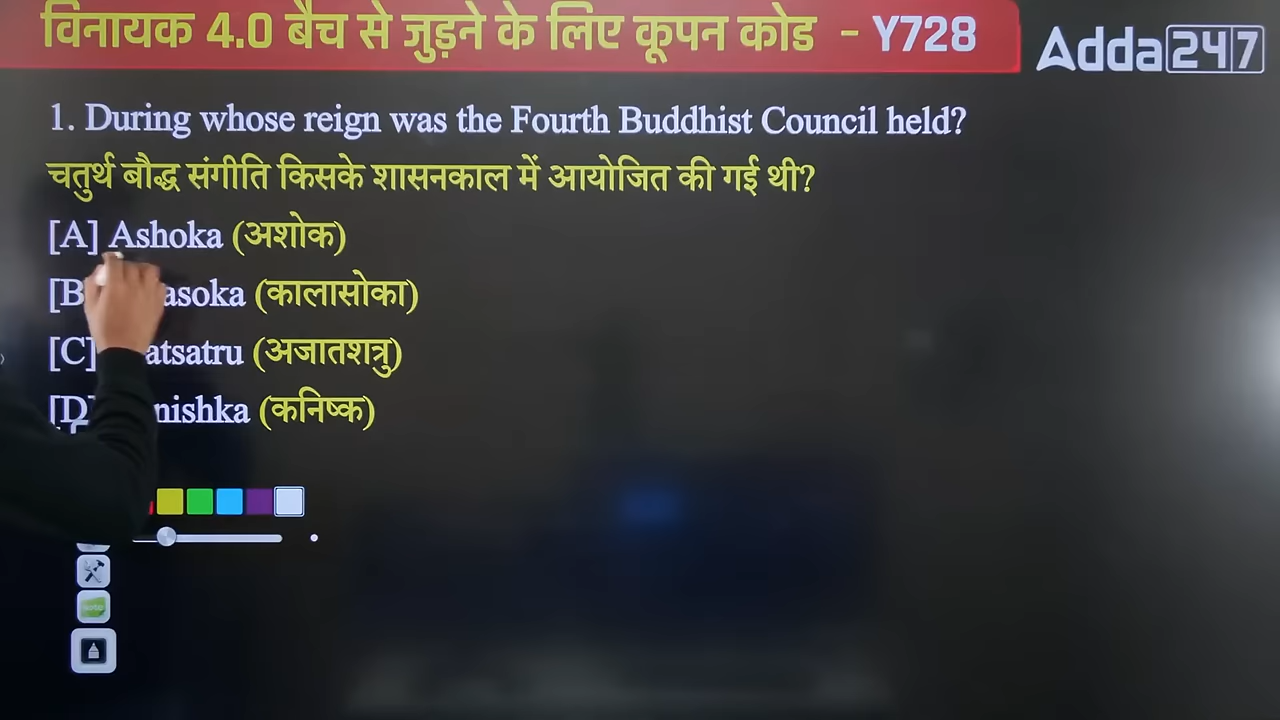 विनायक 4.0 बैच से जुड़ने के लिए कूपन कोड - Y728
Adda247
1. During whose reign was the Fourth Buddhist Council held?
चतुर्थ बौद्ध संगीति किसके शासनकाल में आयोजित की गई थी?
[A] Ashoka (अशोक)
[B asoka (कालासोका)
[C] atsatru (अजातशत्रु)
[D] nishka (कनिष्क)